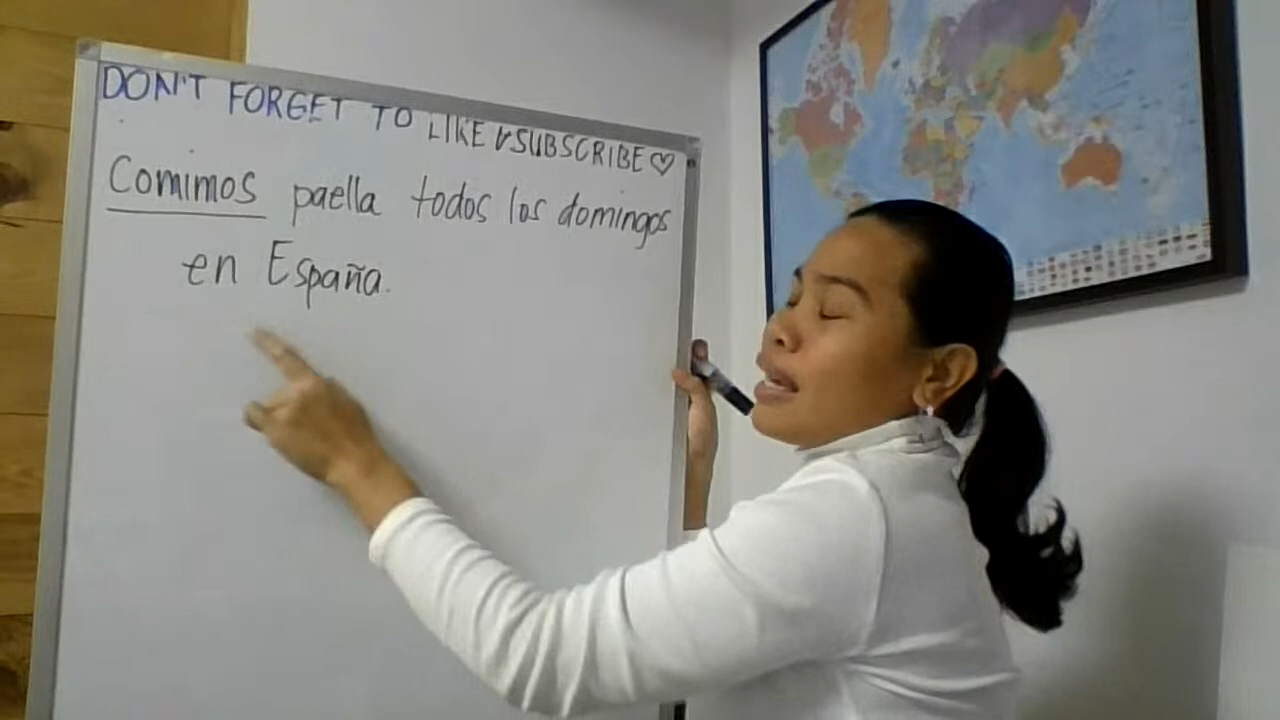 DON'T FORGET TO LIKE & SUBSCRIBE ♡
Comimos paella todos los domingos
en España.